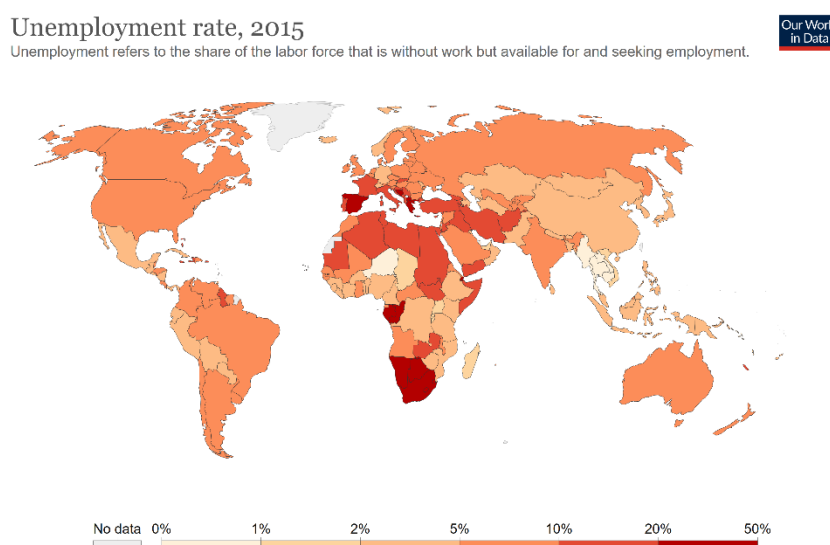 Unemployment rate, 2015
Unemployment refers to the share of the labor force that is without work but available for and seeking employment.
Our Worl
in Data
No data 0% 1% 2% 5% 10% 20% 50%